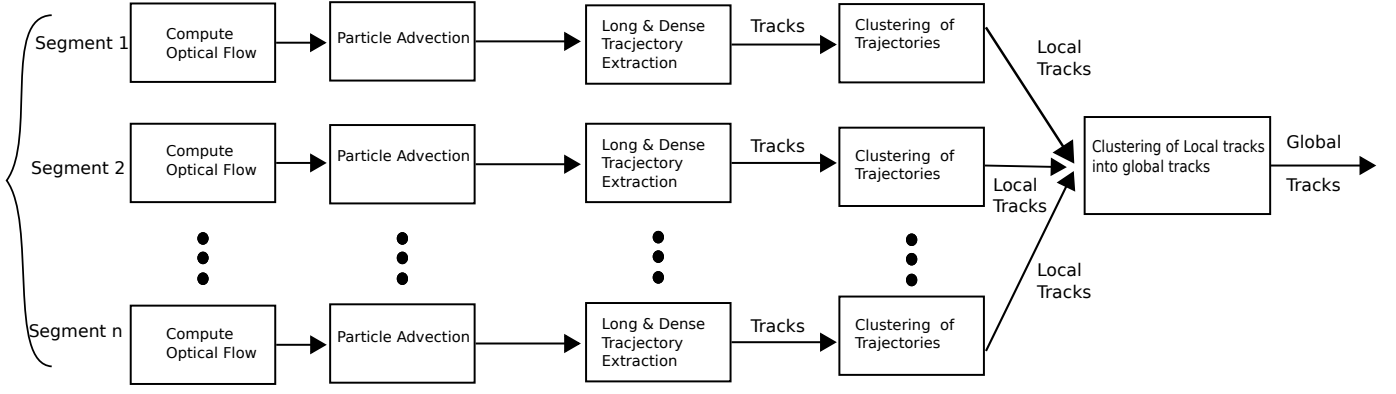 Segment 1
Compute
Optical Flow
Particle Advection
Long & Dense
Tracjectory
Extraction
Tracks
Clustering of
Trajectories
Local
Tracks
Segment 2
Compute
Optical Flow
Particle Advection
Long & Dense
Trayjectory
Extraction
Tracks
Clustering of
Trajectories
Local
Tracks
Clustering of Local tracks
into global tracks
Global
Tracks
Segment n
Compute
Optical Flow
Particle Advection
Long & Dense
Tracjectory
Extraction
Tracks
Clustering of
Trajectories
Local
Tracks